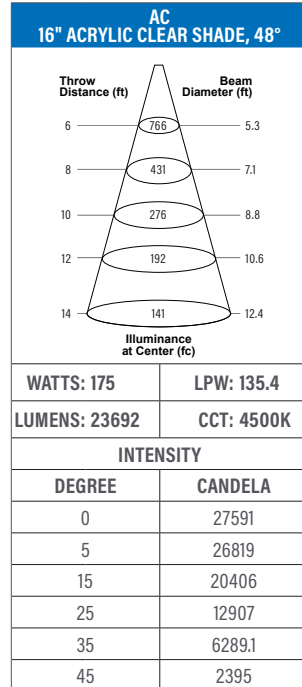 AC
16" ACRYLIC CLEAR SHADE, 48°
Throw Distance (ft)
Beam Diameter (ft)
6 766 5.3
8 431 7.1
10 276 8.8
12 192 10.6
14 141 12.4
Illuminance
at Center (fc)
WATTS: 175 LPW: 135.4
LUMENS: 23692 CCT: 4500K
INTENSITY
DEGREE CANDELA
0 27591
5 26819
15 20406
25 12907
35 6289.1
45 2395